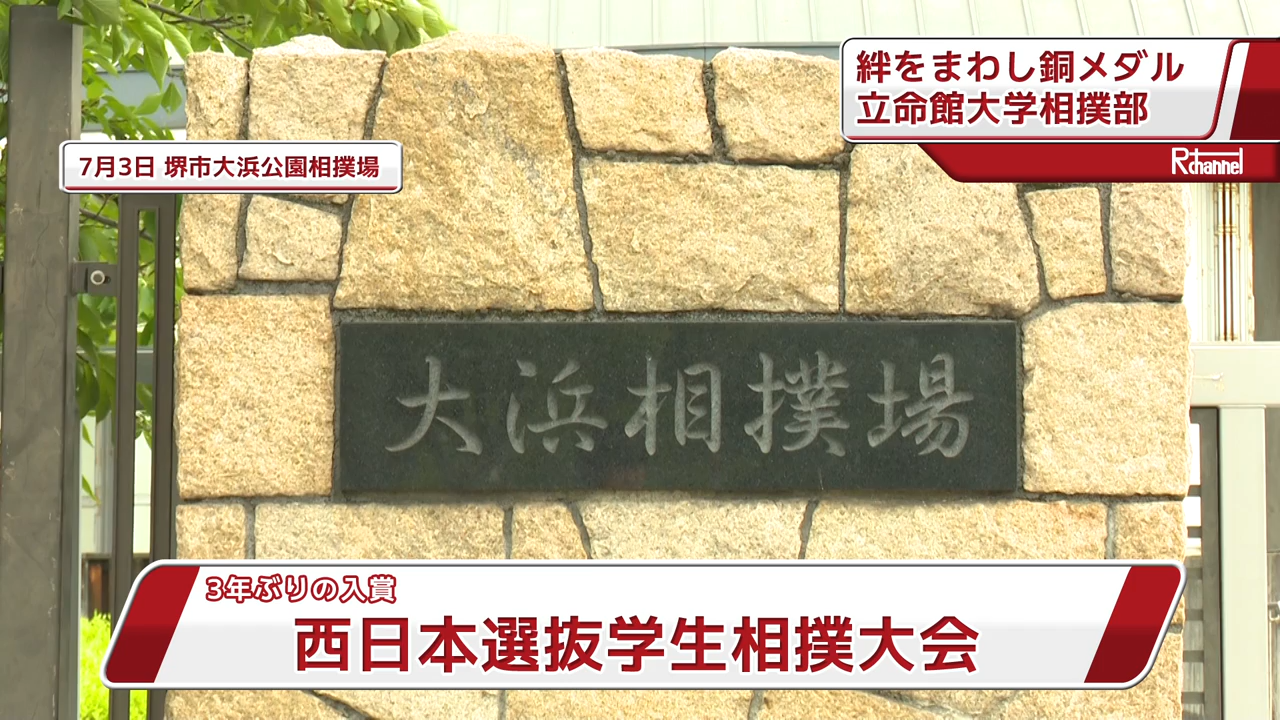 絆をまわし銅メダル
立命館大学相撲部
Rchannel
7月3日 堺市大浜公園相撲場
大浜相撲場
3年ぶりの入賞
西日本選抜学生相撲大会